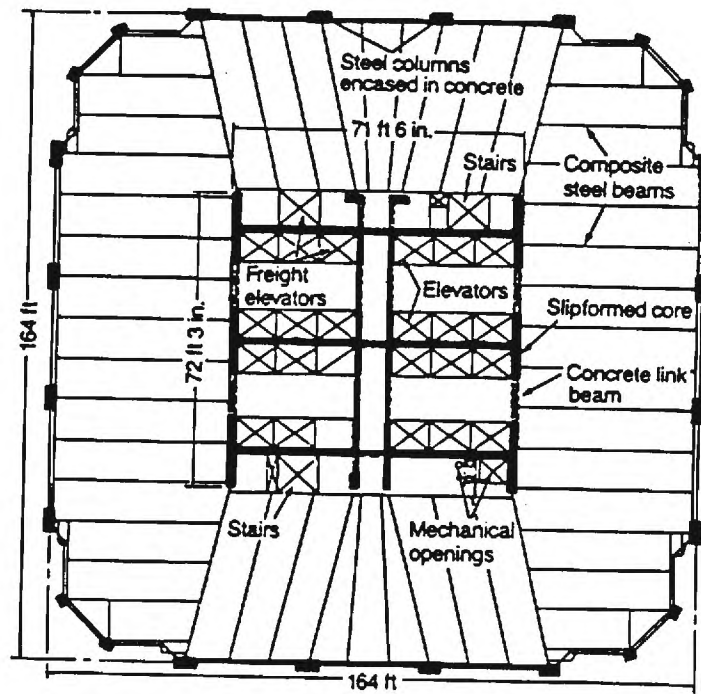 Steel columns
encased in concrete
71 ft 6 in.
Stairs
Composite
steel beams
Freight
elevators
Elevators
Slipformed core
164 ft
72 ft 3 in.
Concrete link
beam
Stairs
Mechanical
openings
164 ft